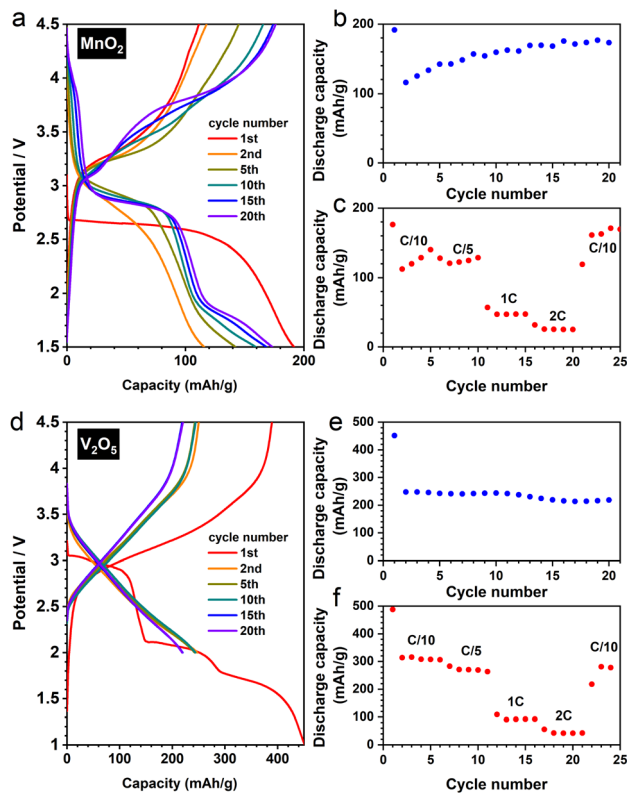 a
MnO2
4.5
4
3.5
3
2.5
2
1.5
Potential / V
cycle number
1st
2nd
5th
10th
15th
20th
0 100 200
Capacity (mAh/g)
b
200
100
0
Discharge capacity
(mAh/g)
0 5 10 15 20
Cycle number
c
200
150
100
50
0
Discharge capacity
(mAh/g)
C/10
C/5
1C
2C
C/10
0 5 10 15 20 25
Cycle number
d
V2O5
4.5
4
3.5
3
2.5
2
1.5
1
Potential / V
cycle number
1st
2nd
5th
10th
15th
20th
0 200 400
Capacity (mAh/g)
e
500
400
300
200
100
0
Discharge capacity
(mAh/g)
0 5 10 15 20
Cycle number
f
500
400
300
200
100
0
Discharge capacity
(mAh/g)
C/10
C/5
1C
2C
C/10
0 5 10 15 20 25
Cycle number